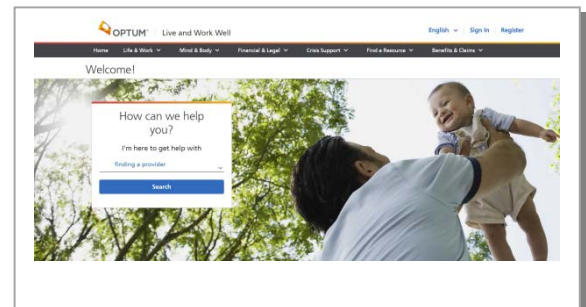 OPTUM™ Live and Work Well English Sign In Register
Home Life & Work Mind & Body Financial & Legal Crisis Support Find a Resource Benefits & Claims
Welcome!
How can we help
you?
I'm here to get help with
finding a provider
Search